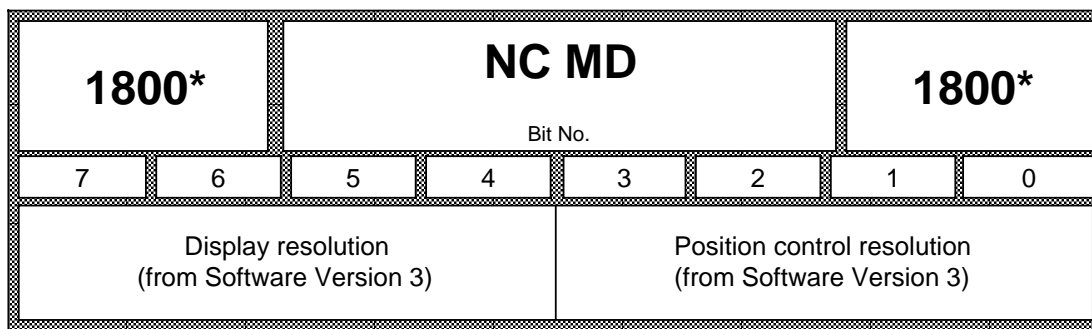 1800* NC MD 1800*
Bit No.
7 6 5 4 3 2 1 0
Display resolution
(from Software Version 3)
Position control resolution
(from Software Version 3)